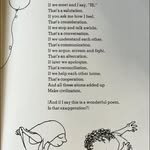 If we meet and I say, "Hi,"
That's a salutation.
If you ask me how I feel,
That's consideration.
If we stop and talk awhile,
That's a conversation.
If we understand each other,
That's communication.
If we argue, scream and fight,
That's an altercation.
If later we apologize,
That's reconciliation.
If we help each other home,
That's cooperation.
And all these ations added up
Make civilization.
(And if I say this is a wonderful poem,
Is that exaggeration?)